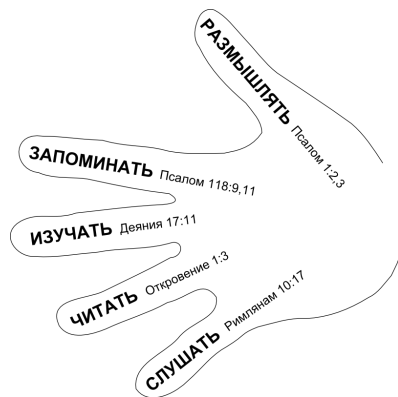 РАЗМЫШЛЯТЬ Псалом 1:2,3
ЗАПОМИНАТЬ Псалом 118:9,11
ИЗУЧАТЬ Деяния 17:11
ЧИТАТЬ Откровение 1:3
СЛУШАТЬ Римлянам 10:17